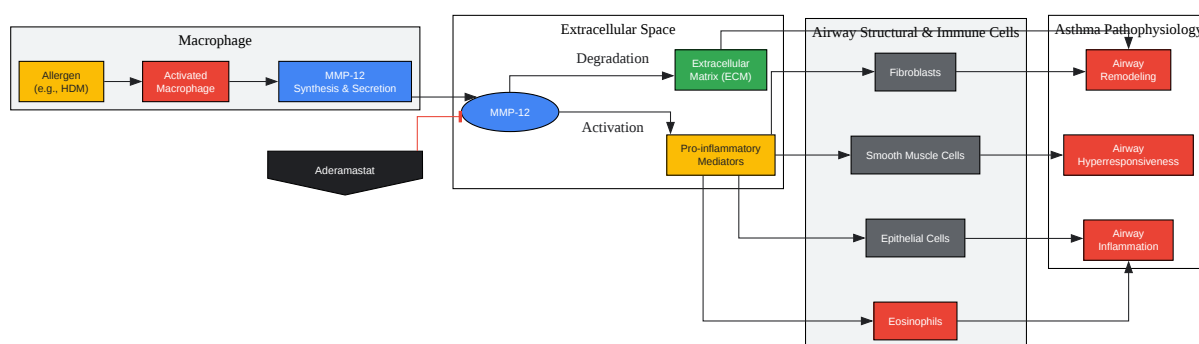 Macrophage
Allergen
(e.g., HDM)
Activated
Macrophage
MMP-12
Synthesis & Secretion
Aderamastat
Extracellular Space
Degradation
Extracellular
Matrix (ECM)
MMP-12
Activation
Pro-inflammatory
Mediators
Airway Structural & Immune Cells
Fibroblasts
Smooth Muscle Cells
Epithelial Cells
Eosinophils
Asthma Pathophysiology
Airway
Remodeling
Airway
Hyperresponsiveness
Airway
Inflammation